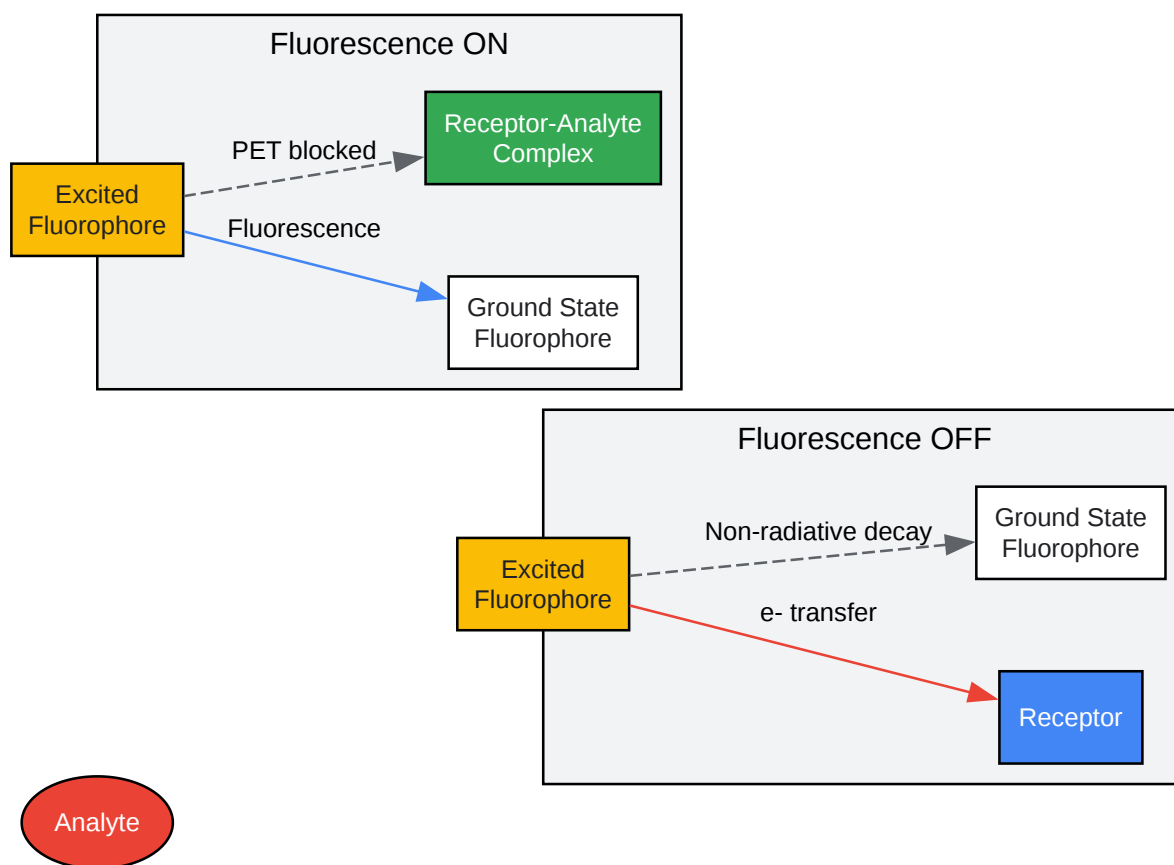 Fluorescence ON
Receptor-Analyte
Complex
PET blocked
Excited
Fluorophore
Fluorescence
Ground State
Fluorophore
Fluorescence OFF
Ground State
Fluorophore
Non-radiative decay
Excited
Fluorophore
e- transfer
Receptor
Analyte